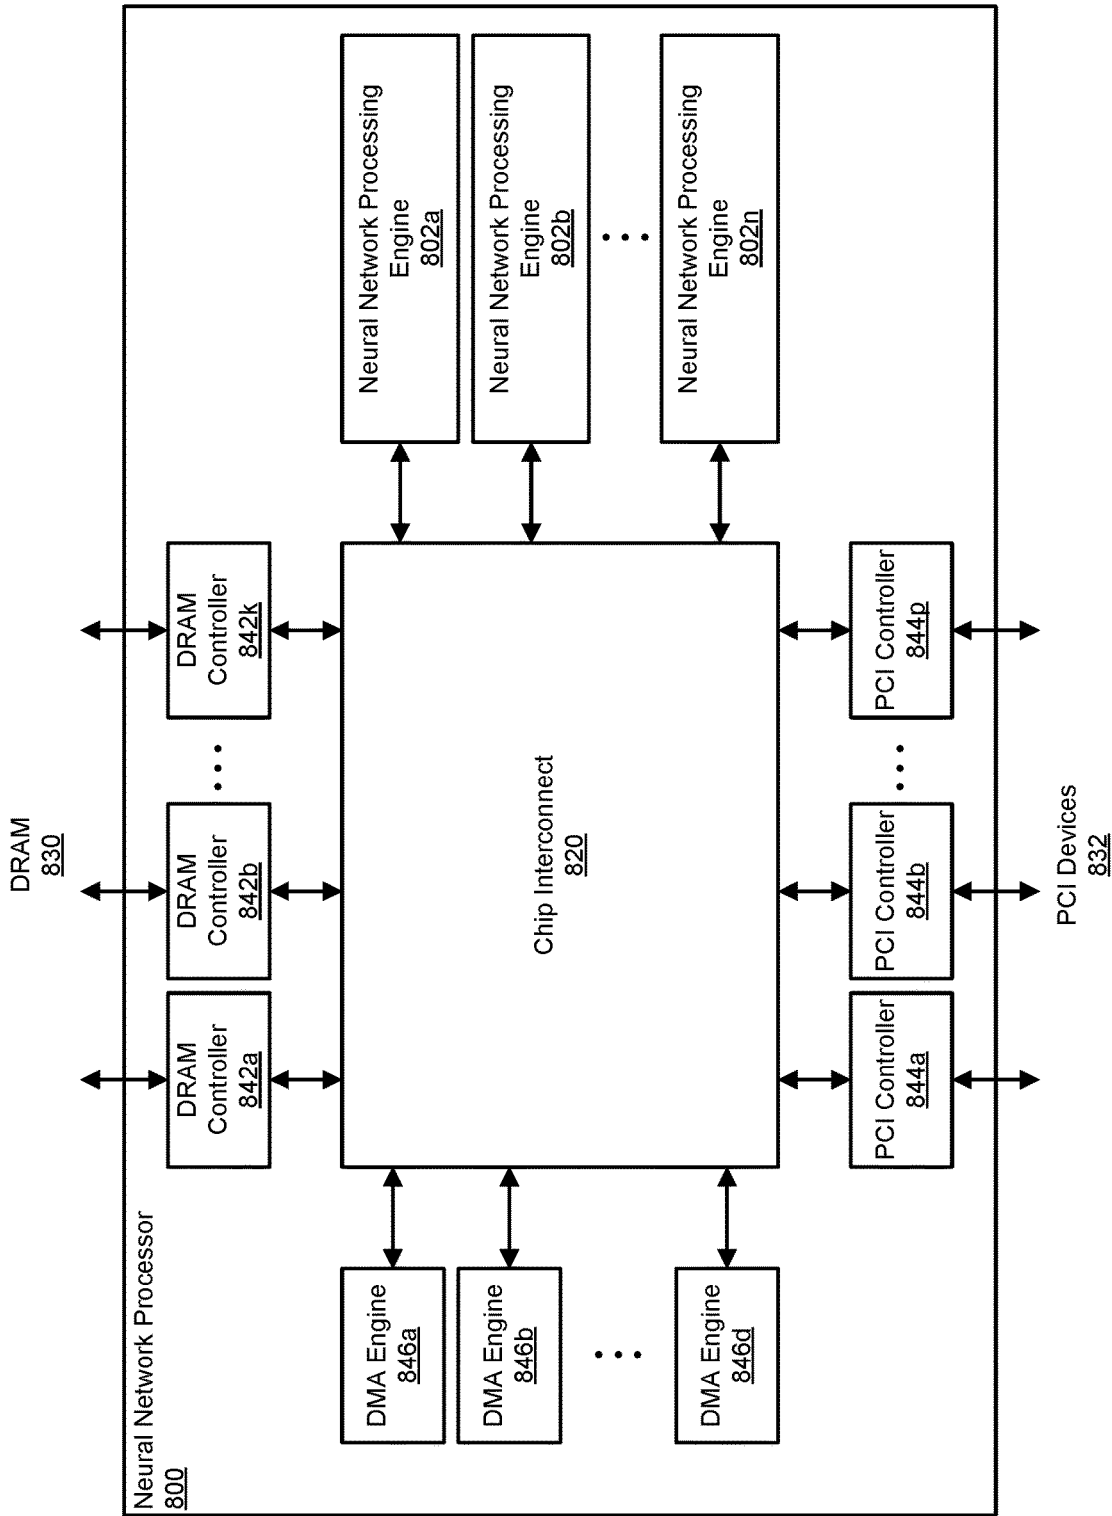 Neural Network Processor
800
DRAM
830
DRAM
Controller
842a
DRAM
Controller
842b
DRAM
Controller
842k
DMA Engine
846a
DMA Engine
846b
DMA Engine
846d
Chip Interconnect
820
Neural Network Processing
Engine
802a
Neural Network Processing
Engine
802b
Neural Network Processing
Engine
802n
PCI Controller
844a
PCI Controller
844b
PCI Controller
844p
PCI Devices
832